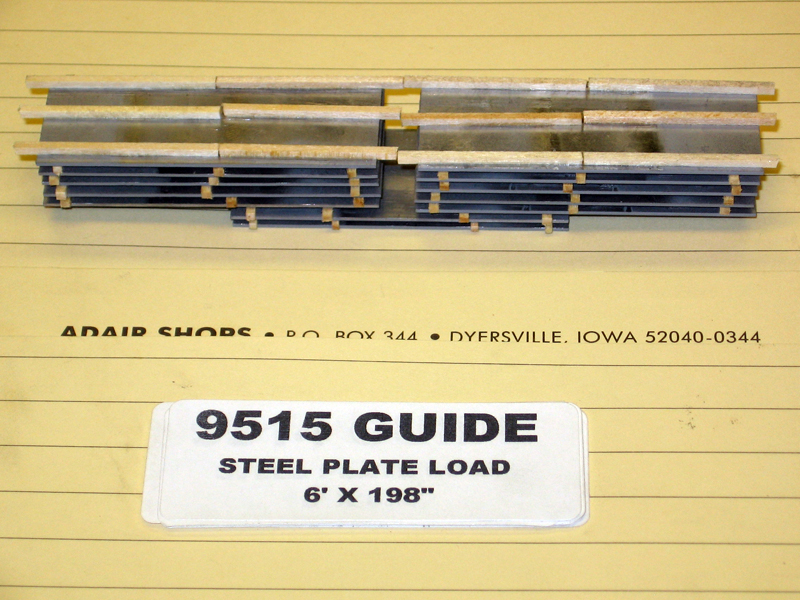 ADAIR SHOPS • P.O. BOX 344 • DYERSVILLE, IOWA 52040-0344
9515 GUIDE
STEEL PLATE LOAD
6' X 198"